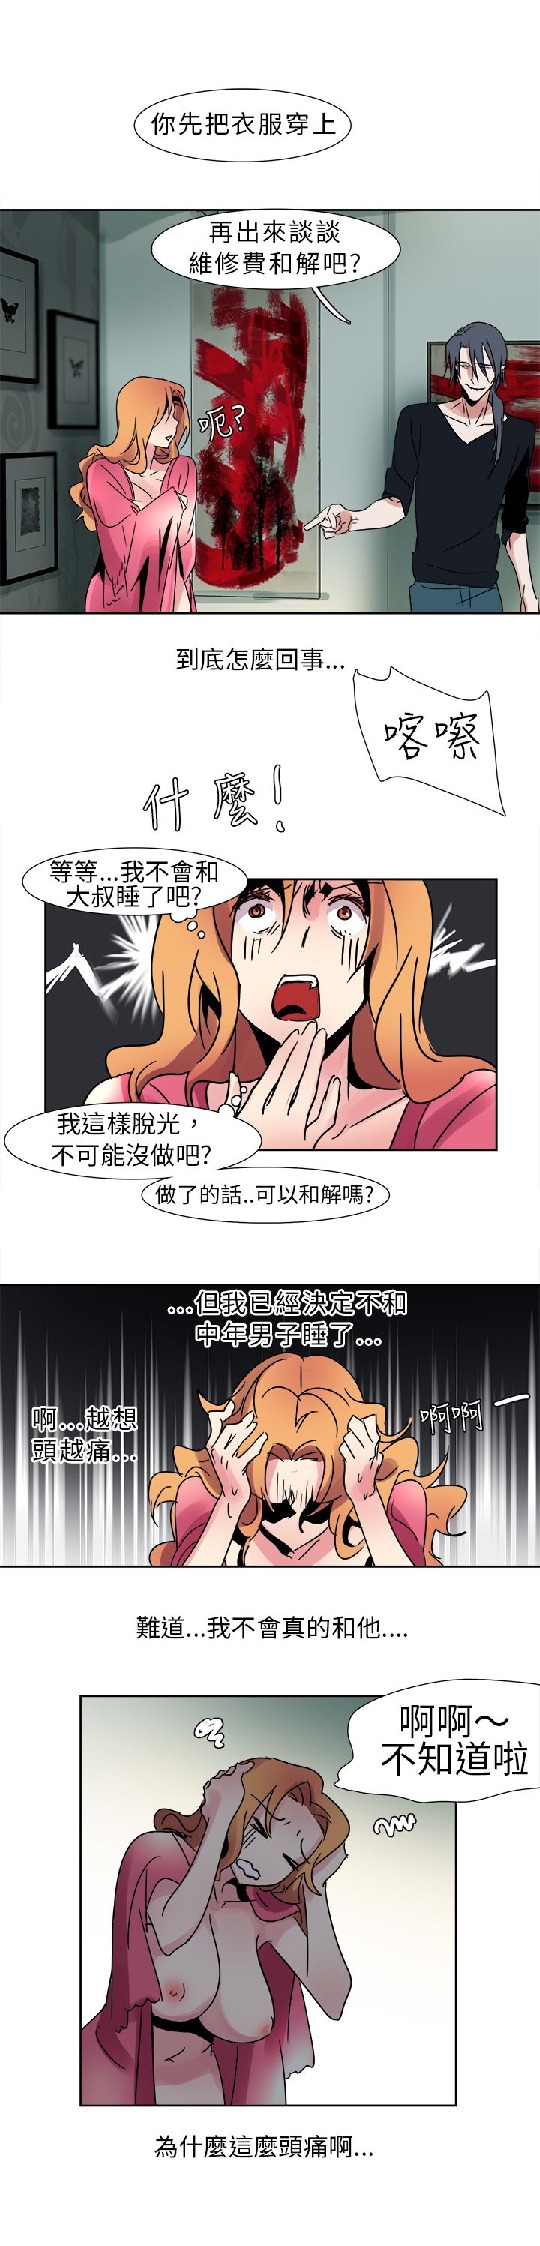 你先把衣服穿上
再出來談談
維修費和解吧?
呃?
到底怎麼回事...
喀嚓
什麼!
等等...我不會和
大叔睡了吧?
我這樣脫光，
不可能沒做吧?
做了的話..可以和解嗎?
...但我已經決定不和
中年男子睡了...
啊...越想
頭越痛...
啊啊一
難道...我不會真的和他....
啊啊～
不知道啦
為什麼這麼頭痛啊...